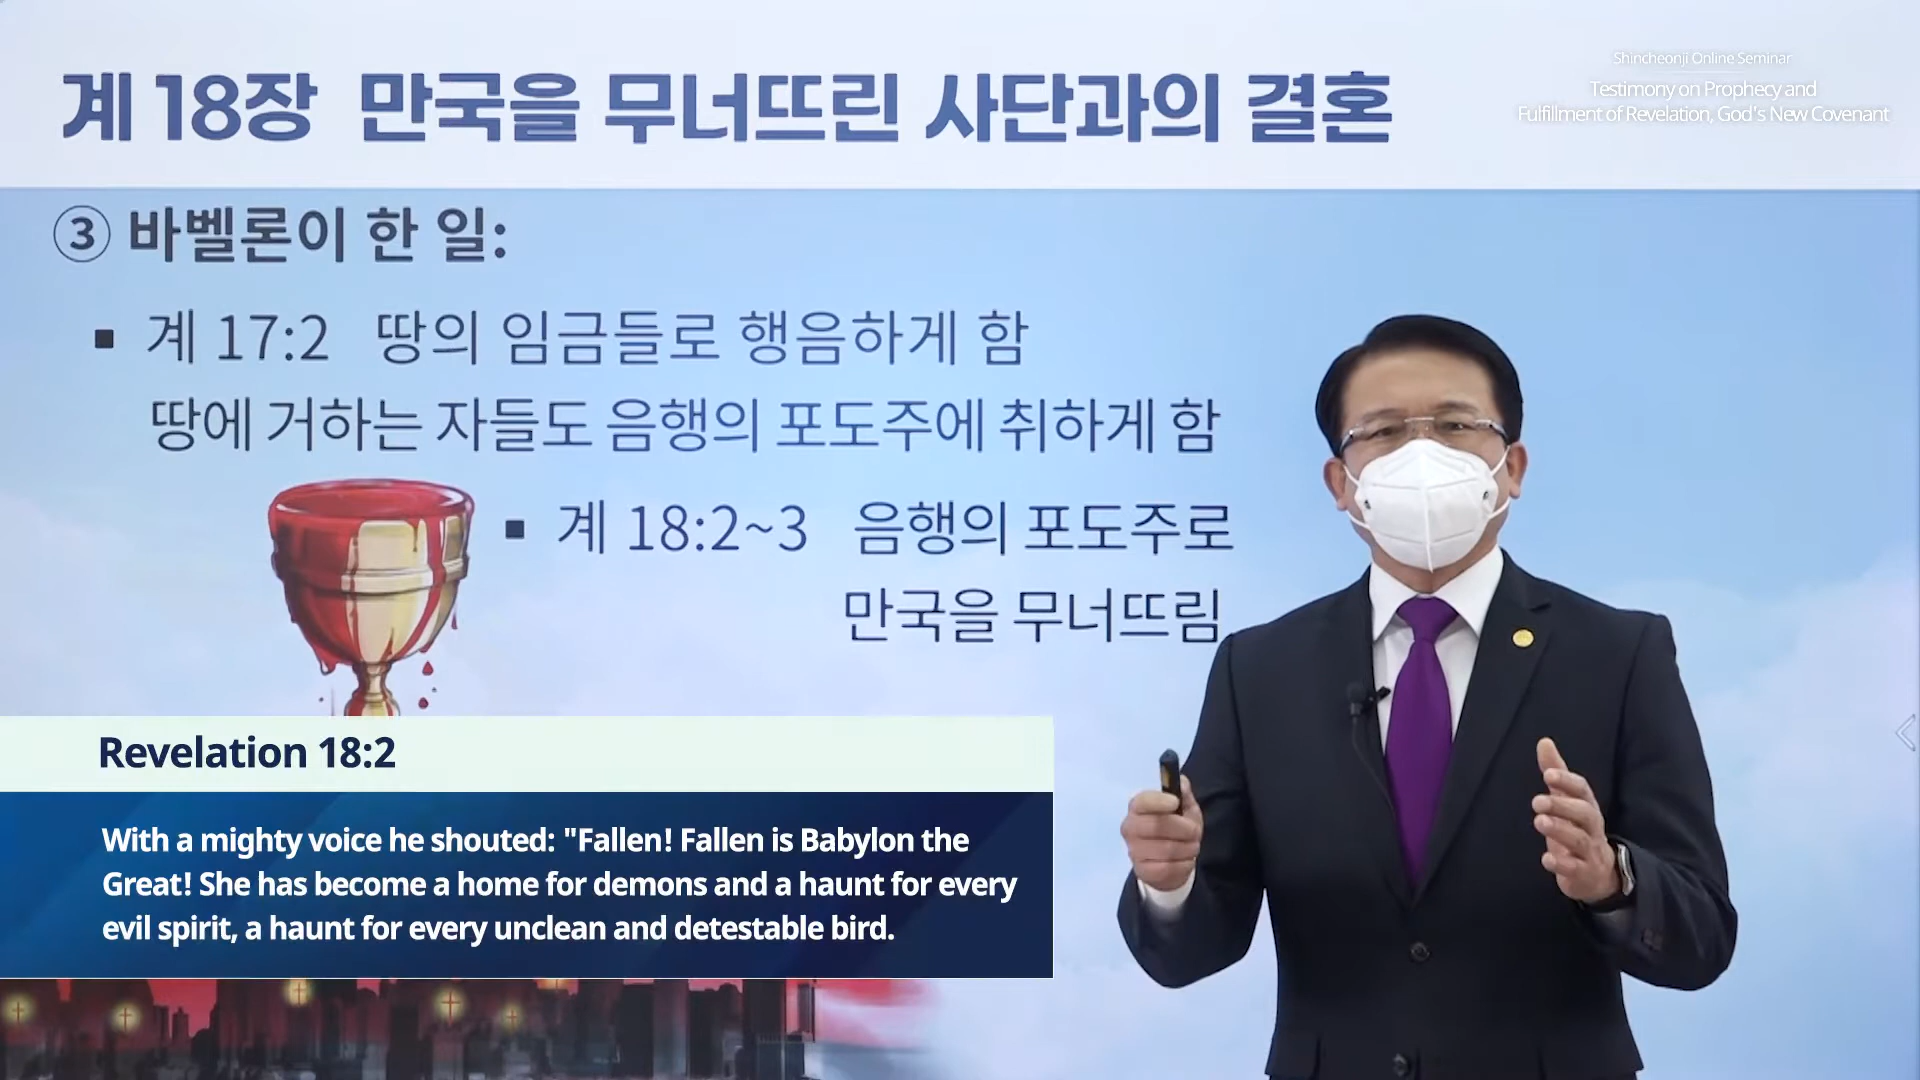 계 18장 만국을 무너뜨린 사단과의 결혼
Shincheonji Online Seminar
Testimony on Prophecy and
Fulfillment of Revelation, God's New Covenant
③ 바벨론이 한 일:
▪ 계 17:2 땅의 임금들로 행음하게 함
땅에 거하는 자들도 음행의 포도주에 취하게 함
▪ 계 18:2~3 음행의 포도주로
만국을 무너뜨림
Revelation 18:2
With a mighty voice he shouted: "Fallen! Fallen is Babylon the
Great! She has become a home for demons and a haunt for every
evil spirit, a haunt for every unclean and detestable bird.